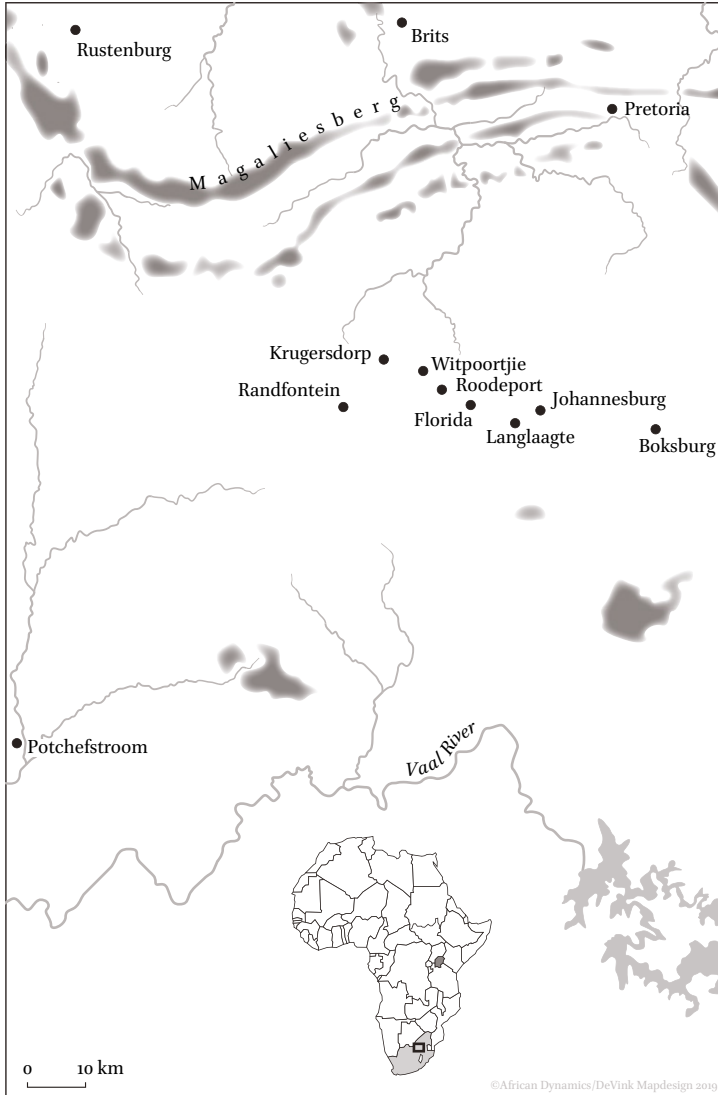 Rustenburg
Brits
Magaliesberg
Pretoria
Krugersdorp
Witpoortjie
Randfontein
Roodeport
Johannesburg
Florida
Langlaagte
Boksburg
Potchefstroom
Vaal River
0 10 km
©African Dynamics/DeVink Mapdesign 2019